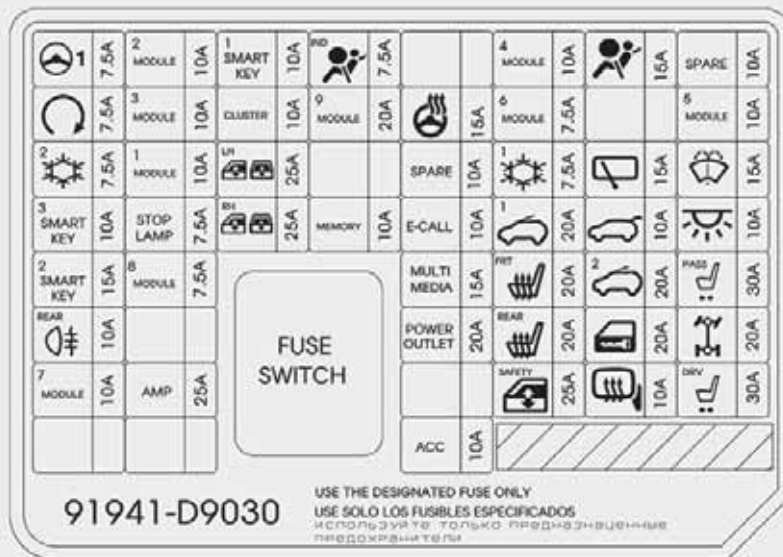 1 7.5A 2 MODULE 10A 1 SMART KEY 10A IND 7.5A 4 MODULE 10A 15A SPARE 10A
7.5A 3 MODULE 10A CLUSTER 10A 9 MODULE 20A 15A 6 MODULE 7.5A 5 MODULE 10A
2 7.5A 1 MODULE 10A LH 25A SPARE 10A 1 7.5A 15A 15A
3 SMART KEY 10A STOP LAMP 7.5A RH 25A MEMORY 10A E-CALL 10A 1 20A 10A 10A
2 SMART KEY 15A 8 MODULE 7.5A MULTI MEDIA 15A FRT 20A 2 20A PASS 30A
REAR 10A FUSE SWITCH POWER OUTLET 20A REAR 20A 20A 20A
7 MODULE 10A AMP 25A SAFETY 25A 10A DRV 30A
ACC 10A
91941-D9030
USE THE DESIGNATED FUSE ONLY
USE SOLO LOS FUSIBLES ESPECIFICADOS
ИСПОЛЬЗУЙТЕ ТОЛЬКО ПРЕДНАЗНАЦЕННЫЕ
ПРЕДОХРАНИТЕЛИ